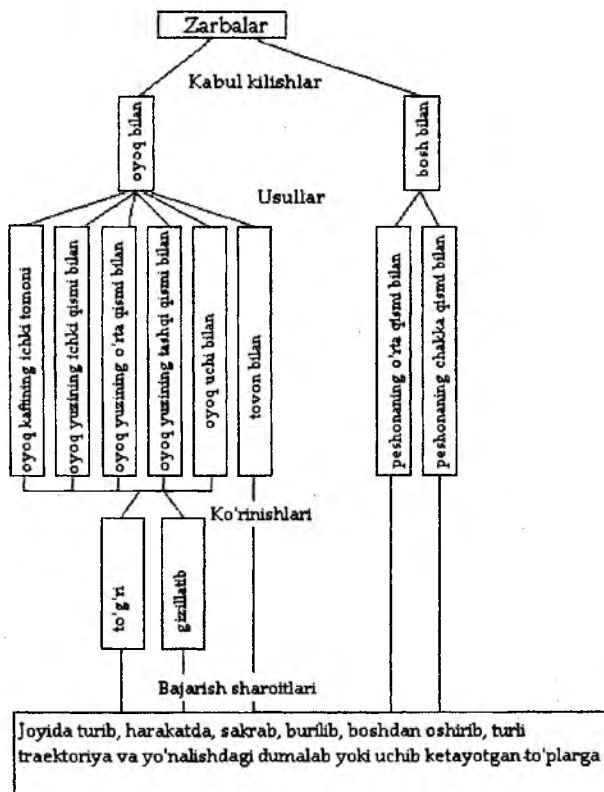 Zarbalar
Kabul kilishlar
oyoq bilan
bosh bilan
Usullar
oyoq kaftining ichki tomoni
oyoq yuzining ichki qismi bilan
oyoq yuzining o'rta qismi bilan
oyoq yuzining tashqi qismi bilan
oyoq uchi bilan
tovon bilan
peshonaning o'rta qismi bilan
peshonaning chakka qismi bilan
Ko'rinishlari
to'g'ri
gizillatib
Bajarish sharoitlari
Joyida turib, harakatda, sakrab, burilib, boshdan oshirib, turli
traektoriya va yo'nalishdagi dumalab yoki uchib ketayotgan to'plarga